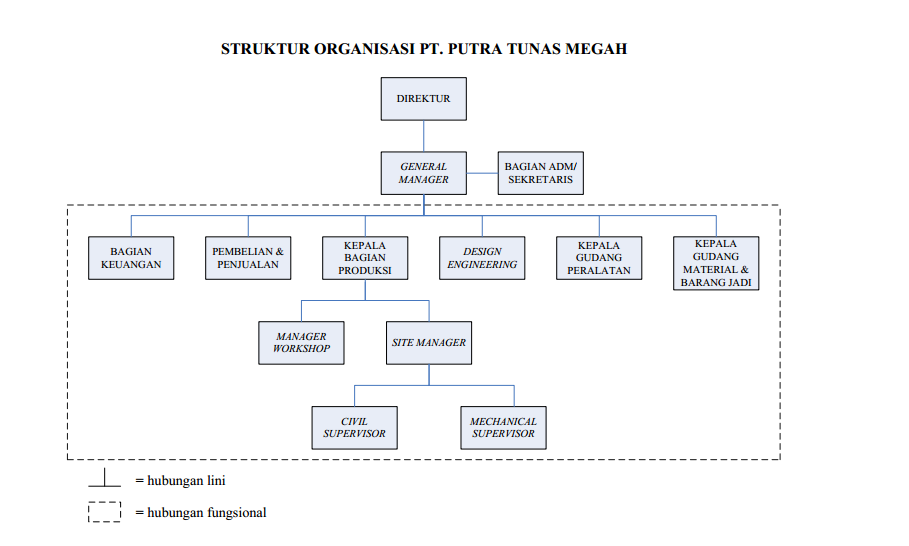 STRUKTUR ORGANISASI PT. PUTRA TUNAS MEGAH
DIREKTUR
GENERAL
MANAGER
BAGIAN ADM/
SEKRETARIS
BAGIAN
KEUANGAN
PEMBELIAN &
PENJUALAN
KEPALA
BAGIAN
PRODUKSI
DESIGN
ENGINEERING
KEPALA
GUDANG
PERALATAN
KEPALA
GUDANG
MATERIAL &
BARANG JADI
MANAGER
WORKSHOP
SITE MANAGER
CIVIL
SUPERVISOR
MECHANICAL
SUPERVISOR
= hubungan lini
= hubungan fungsional